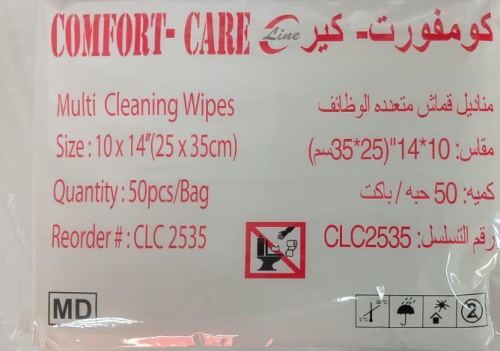 COMFORT- CARE Line كومفورت- كير
Multi Cleaning Wipes
مناديل قماش متعدده الوظائف
Size : 10 x 14"(25 x 35cm)
مقاس: 10*14"(25*35سم)
Quantity : 50pcs/Bag
كميه: 50 حبه / باكت
Reorder # : CLC 2535
رقم التسلسل: CLC2535
MD
2